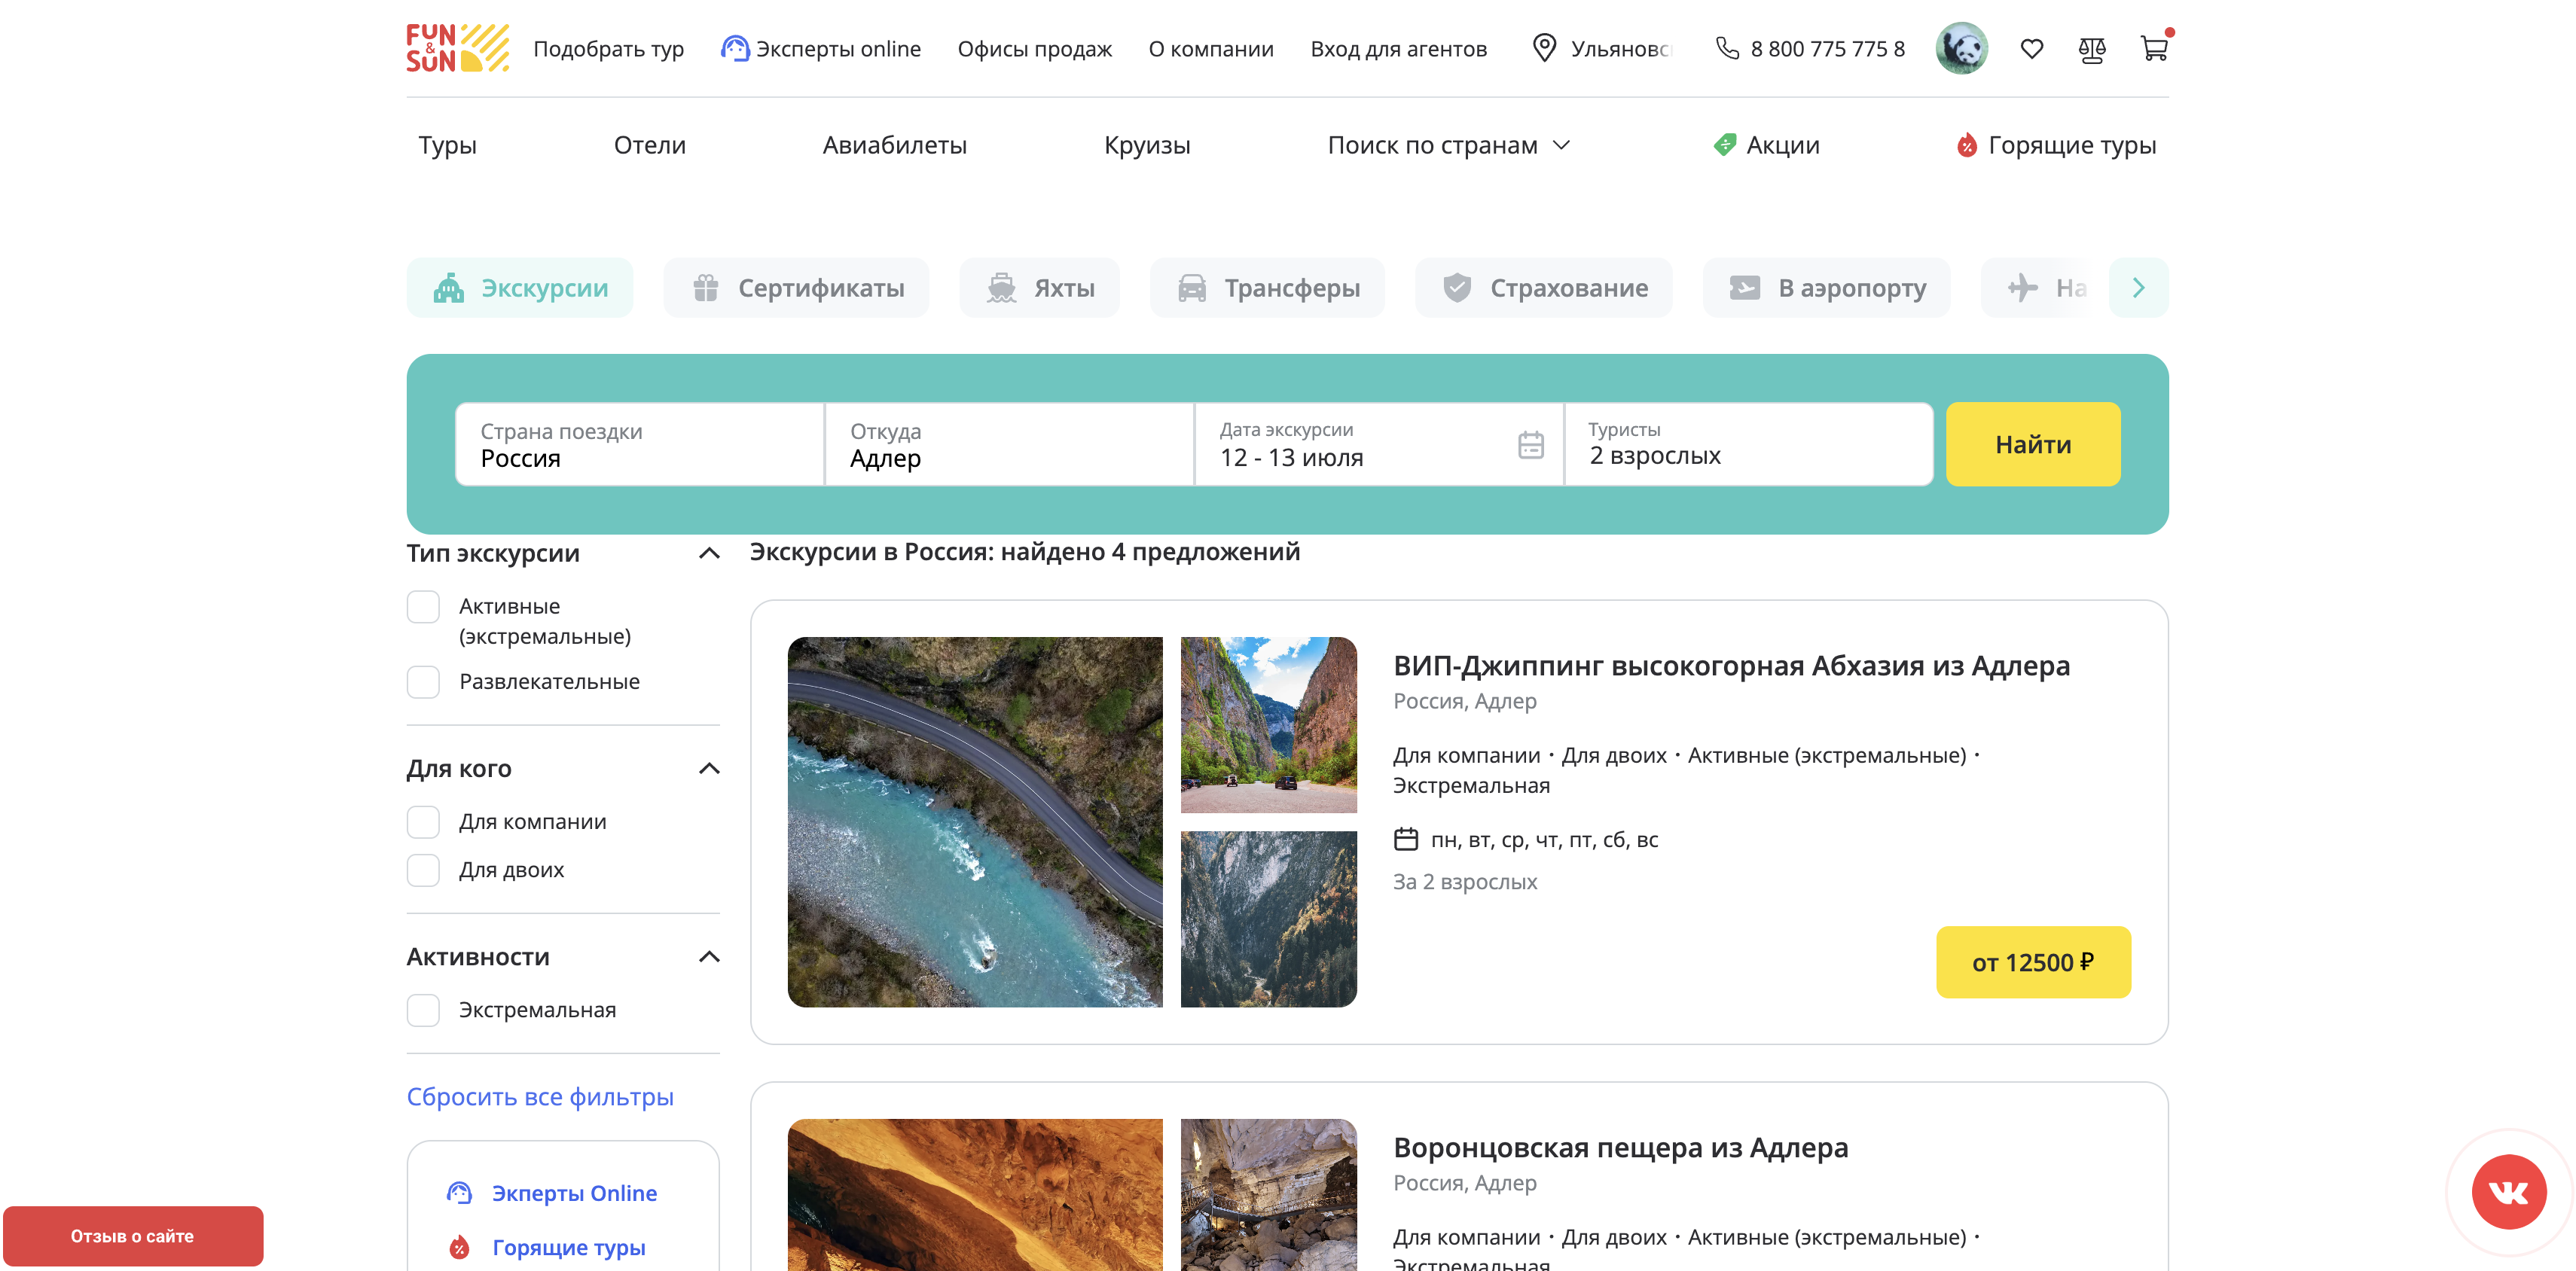 FUN & SUN
Подобрать тур
Эксперты online
Офисы продаж
О компании
Вход для агентов
Ульяновс
8 800 775 775 8
Туры
Отели
Авиабилеты
Круизы
Поиск по странам
Акции
Горящие туры
Экскурсии
Сертификаты
Яхты
Трансферы
Страхование
В аэропорту
На
Страна поездки
Россия
Откуда
Адлер
Дата экскурсии
12 - 13 июля
Туристы
2 взрослых
Найти
Тип экскурсии
Активные
(экстремальные)
Развлекательные
Для кого
Для компании
Для двоих
Активности
Экстремальная
Сбросить все фильтры
Экперты Online
Горящие туры
Отзыв о сайте
Экскурсии в Россия: найдено 4 предложений
ВИП-Джиппинг высокогорная Абхазия из Адлера
Россия, Адлер
Для компании · Для двоих · Активные (экстремальные) ·
Экстремальная
пн, вт, ср, чт, пт, сб, вс
За 2 взрослых
от 12500 ₽
Воронцовская пещера из Адлера
Россия, Адлер
Для компании · Для двоих · Активные (экстремальные) ·
Экстремальная